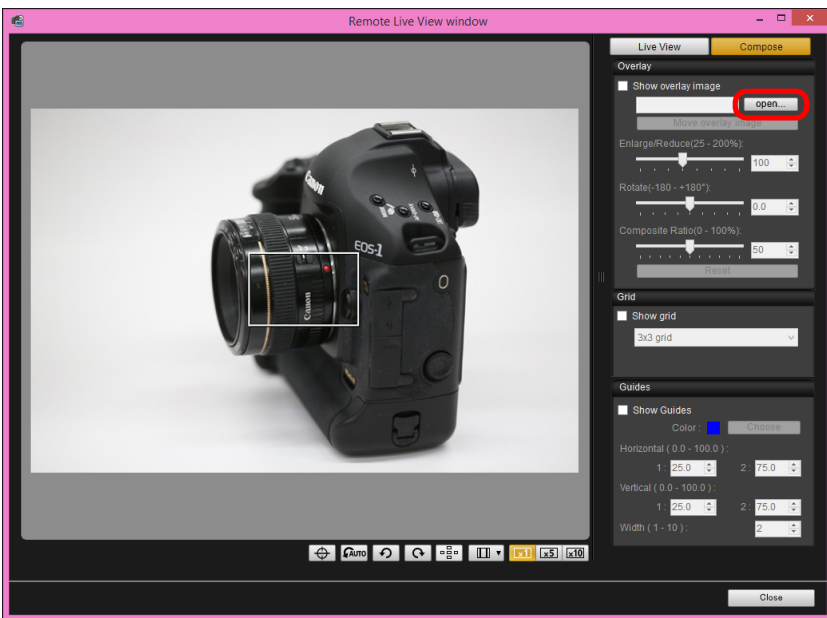 Remote Live View window
Live View
Compose
Overlay
Show overlay image
open...
Move overlay image
Enlarge/Reduce(25 - 200%):
100
Rotate(-180 - +180°):
0.0
Composite Ratio(0 - 100%):
50
Reset
Grid
Show grid
3x3 grid
Guides
Show Guides
Color :
Choose
Horizontal ( 0.0 - 100.0 ) :
1 : 25.0 2 : 75.0
Vertical ( 0.0 - 100.0 ) :
1 : 25.0 2 : 75.0
Width ( 1 - 10 ) :
2
Canon
EOS-1
Canon
AUTO
x1 x5 x10
Close